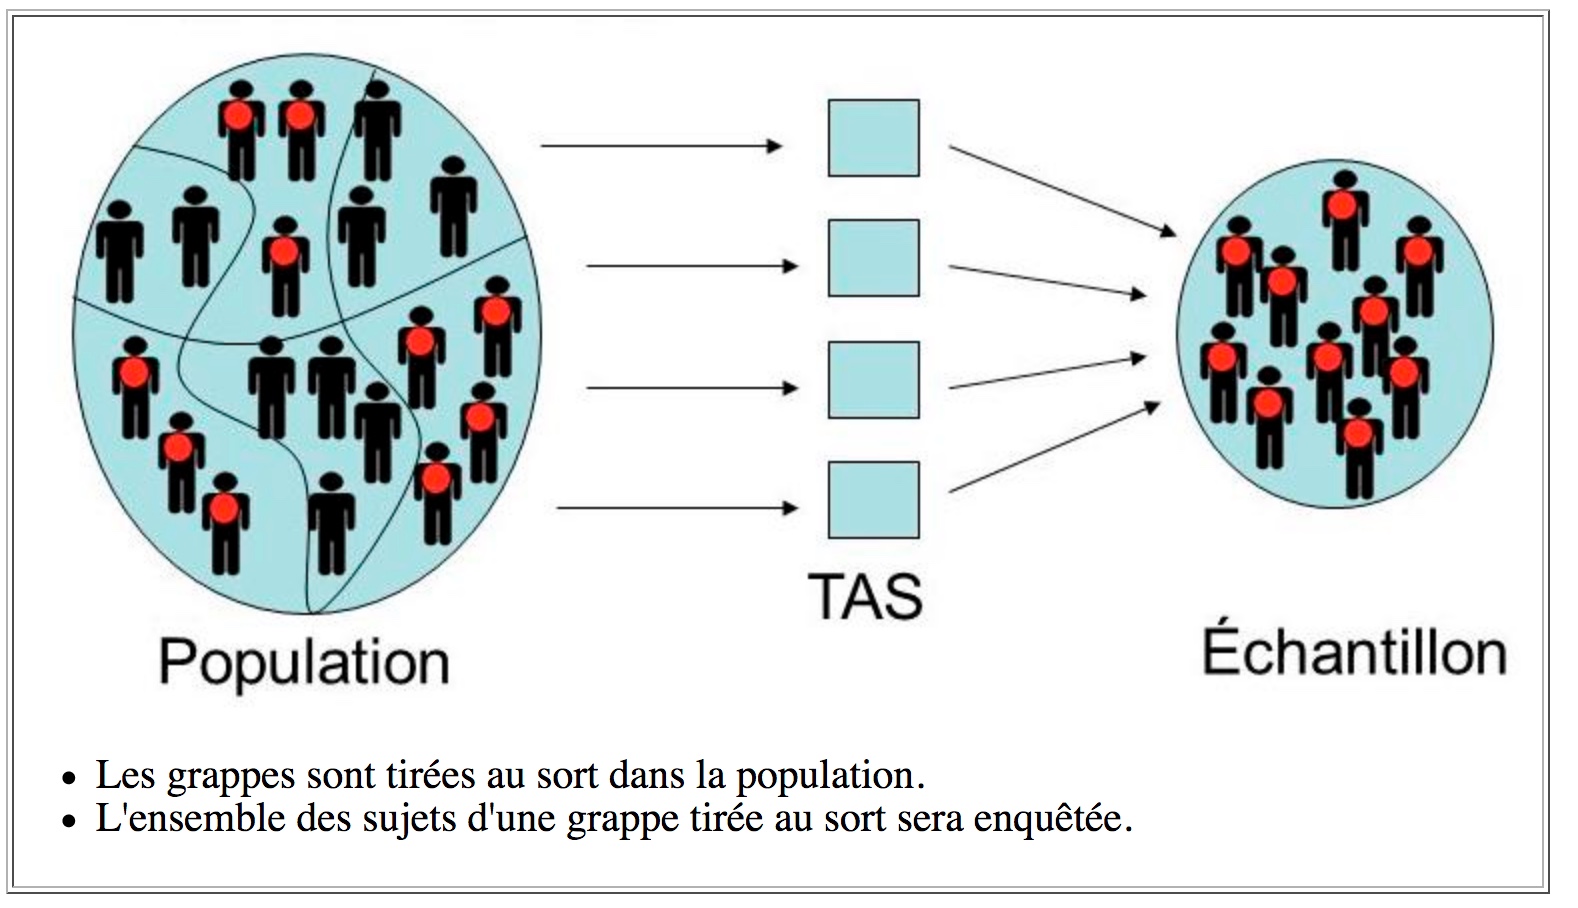 TAS
Population
Échantillon
Les grappes sont tirées au sort dans la population.
L'ensemble des sujets d'une grappe tirée au sort sera enquêtée.